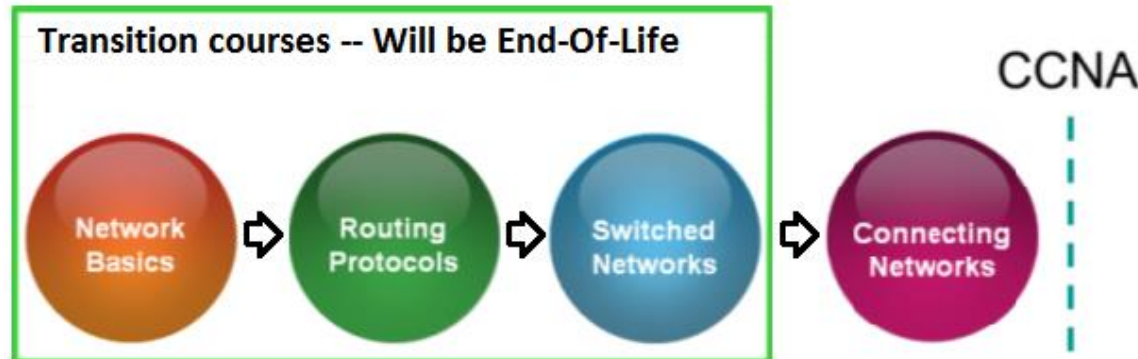 Transition courses -- Will be End-Of-Life
CCNA
Network
Basics
Routing
Protocols
Switched
Networks
Connecting
Networks